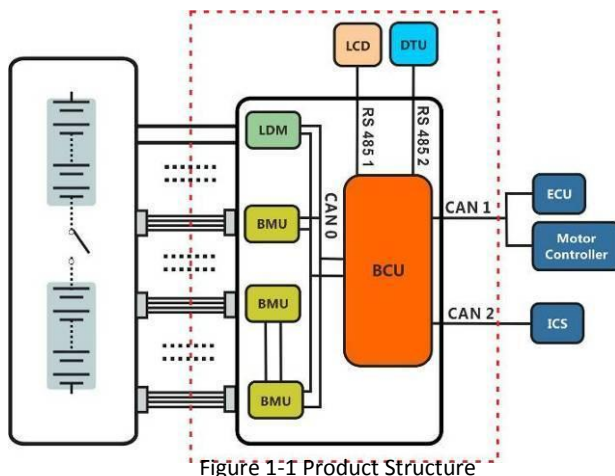 LCD
DTU
RS 485 1
RS 485 2
LDM
CAN 0
BMU
BCU
CAN 1
ECU
Motor
Controller
BMU
CAN 2
ICS
BMU
Figure 1-1 Product Structure